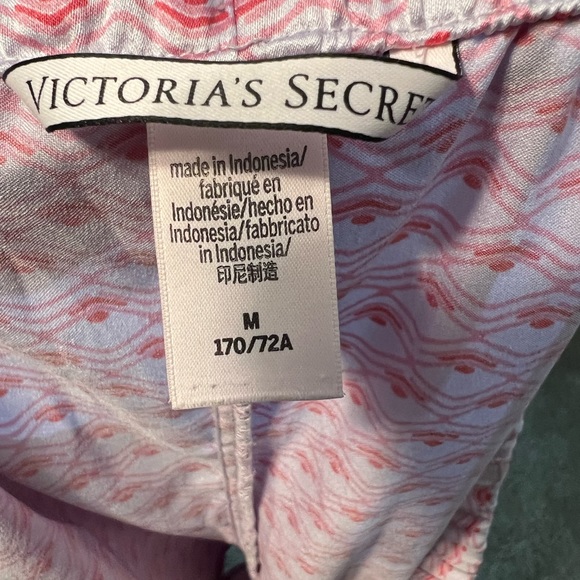 VICTORIA'S SECRE
made in Indonesia/
fabriqué en
Indonésie/hecho en
Indonesia/fabbricato
in Indonesia/
印尼制造
M
170/72A